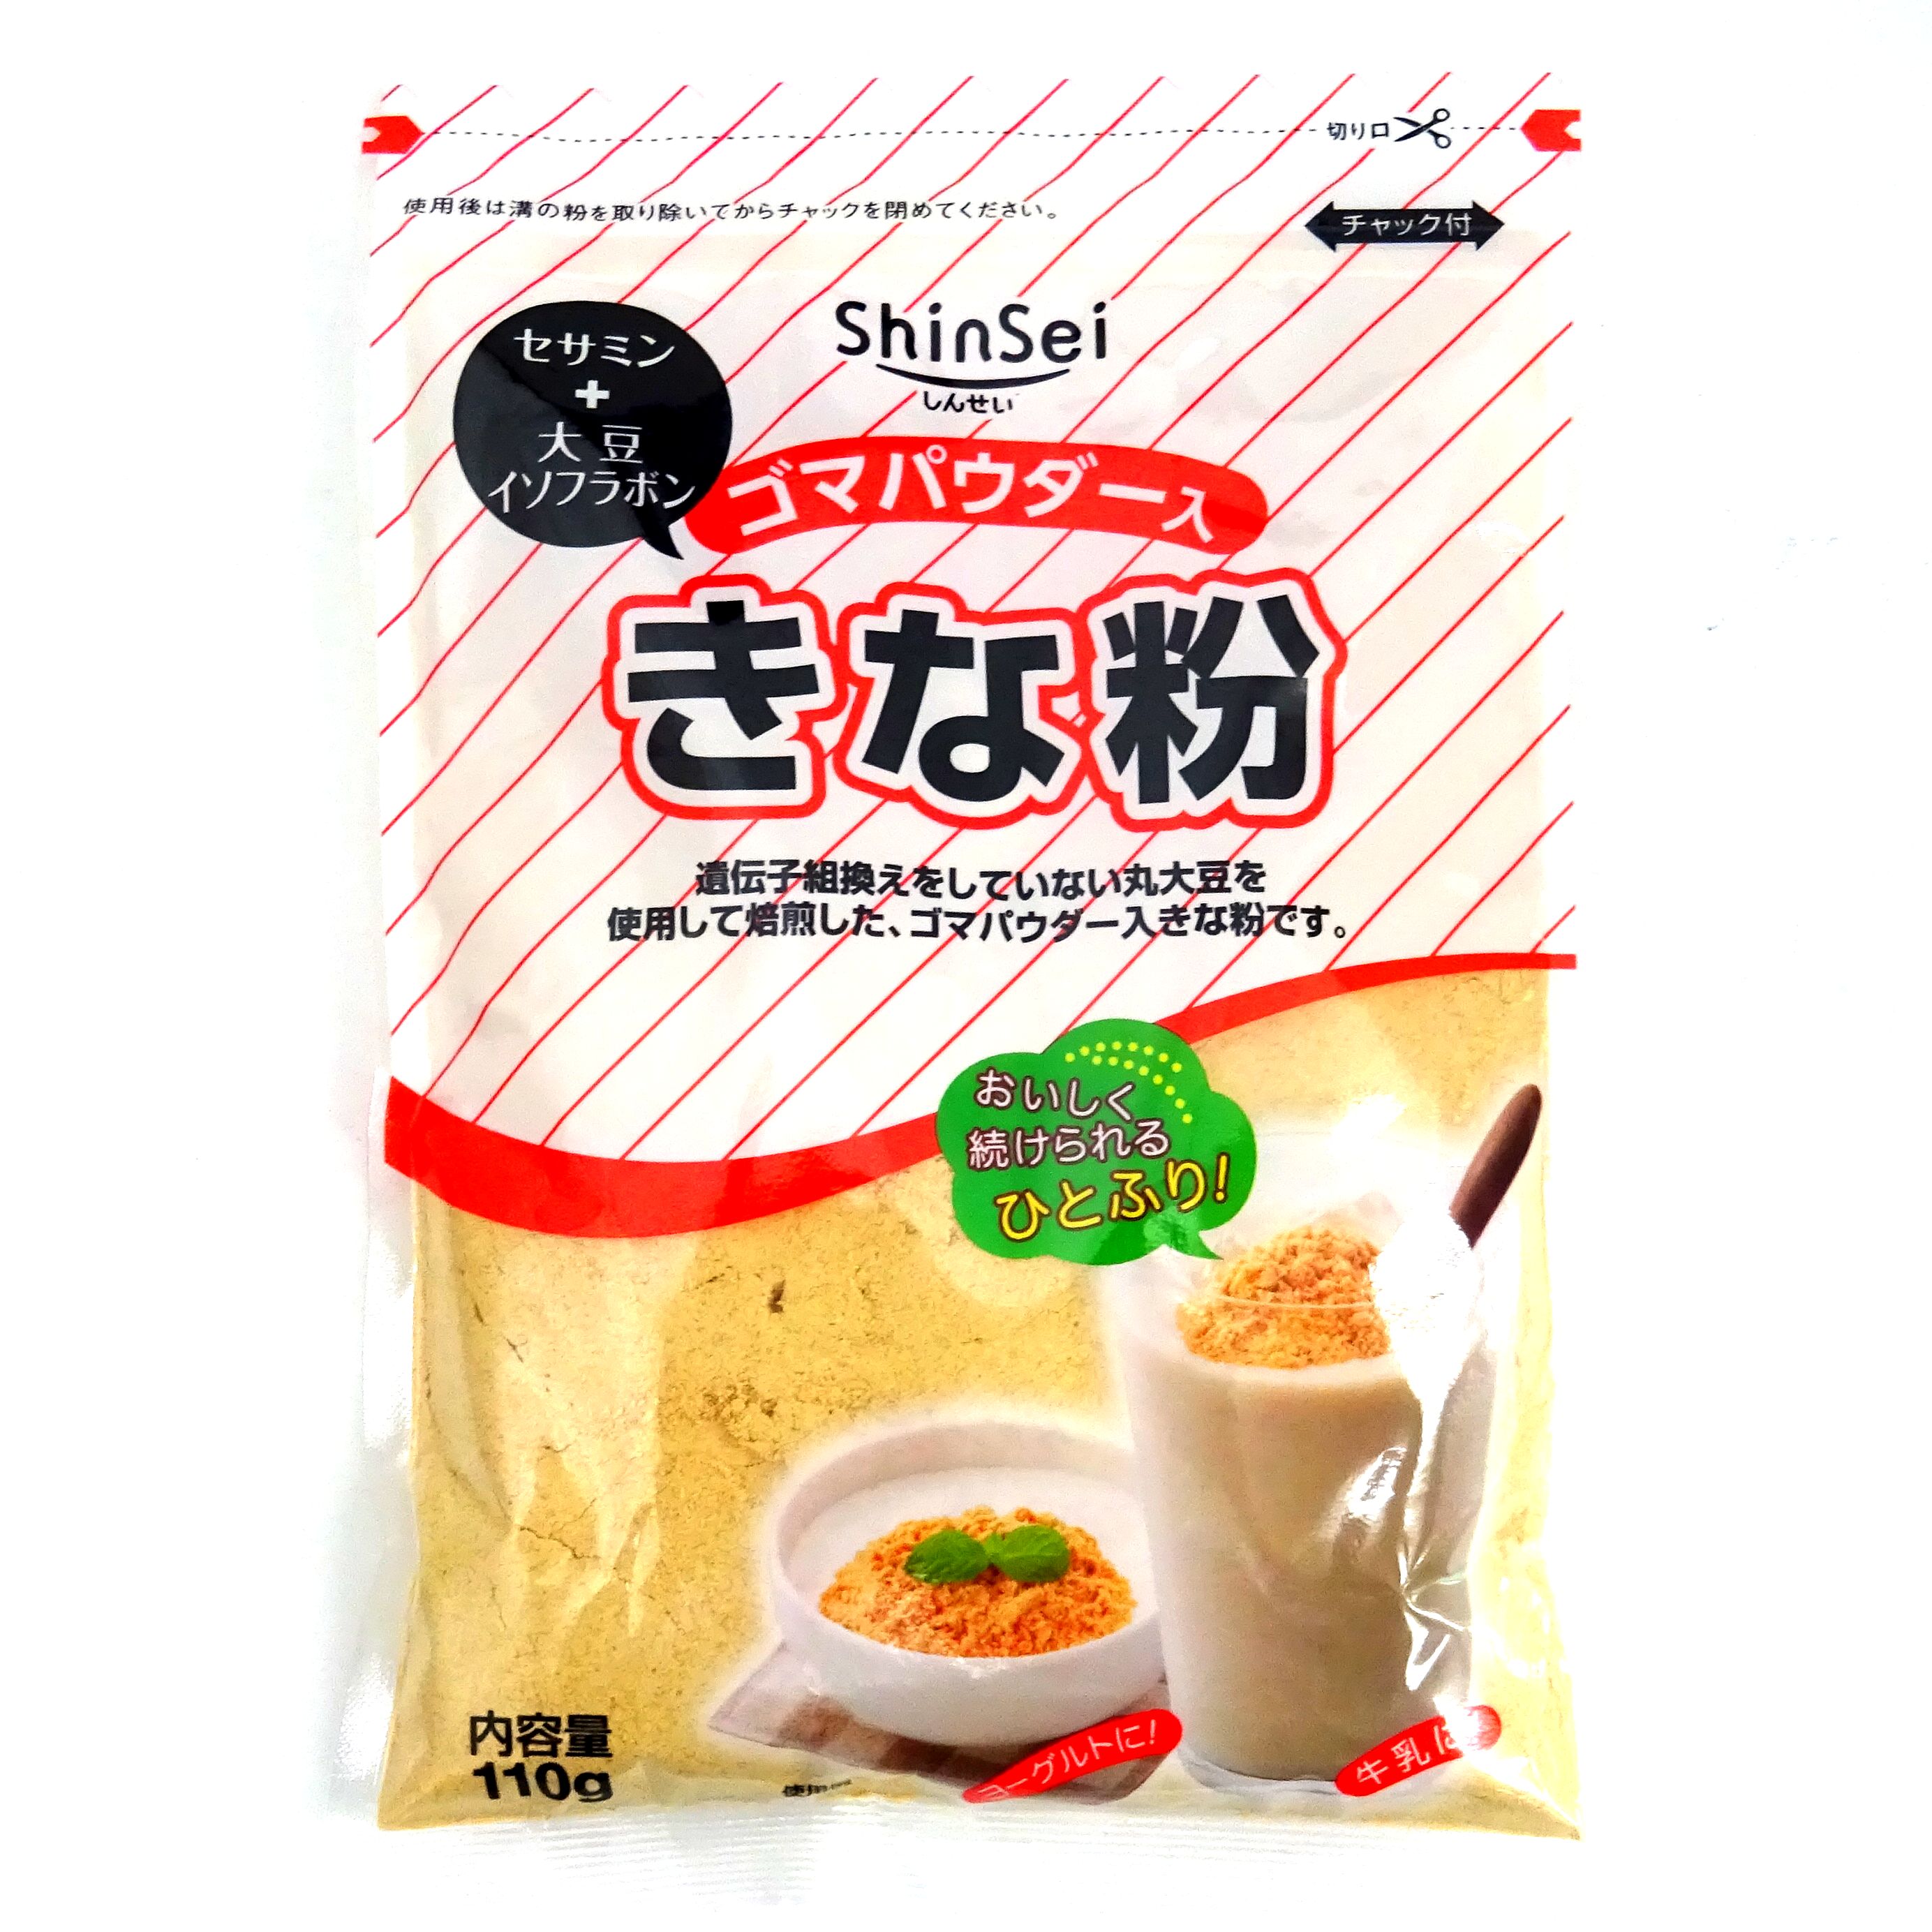 切り口
使用後は溝の粉を取り除いてからチャックを閉めてください。
チャック付
ShinSei
しんせい
セサミン
+
大豆
イソフラボン
ゴマパウダー入
きな粉
遺伝子組換えをしていない丸大豆を
使用して焙煎した、ゴマパウダー入きな粉です。
おいしく
続けられる
ひとふり!
ヨーグルトに!
牛乳に
内容量
110g
使用